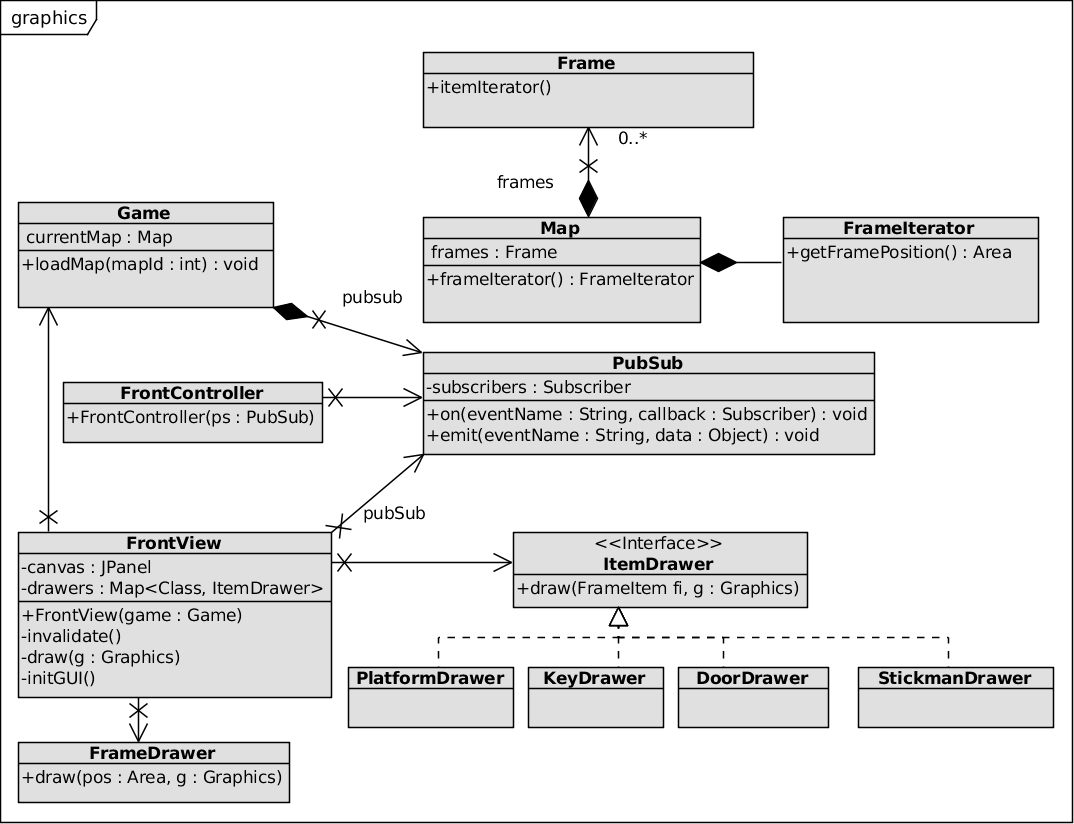 graphics
Frame
+itemIterator()
0..*
frames
Game
currentMap : Map
+loadMap(mapId : int) : void
Map
frames : Frame
+frameIterator() : FrameIterator
FrameIterator
+getFramePosition() : Area
pubsub
PubSub
-subscribers : Subscriber
+on(eventName : String, callback : Subscriber) : void
+emit(eventName : String, data : Object) : void
FrontController
+FrontController(ps : PubSub)
pubSub
FrontView
-canvas : JPanel
-drawers : Map<Class, ItemDrawer>
+FrontView(game : Game)
-invalidate()
-draw(g : Graphics)
-initGUI()
<<Interface>>
ItemDrawer
+draw(FrameItem fi, g : Graphics)
PlatformDrawer
KeyDrawer
DoorDrawer
StickmanDrawer
FrameDrawer
+draw(pos : Area, g : Graphics)